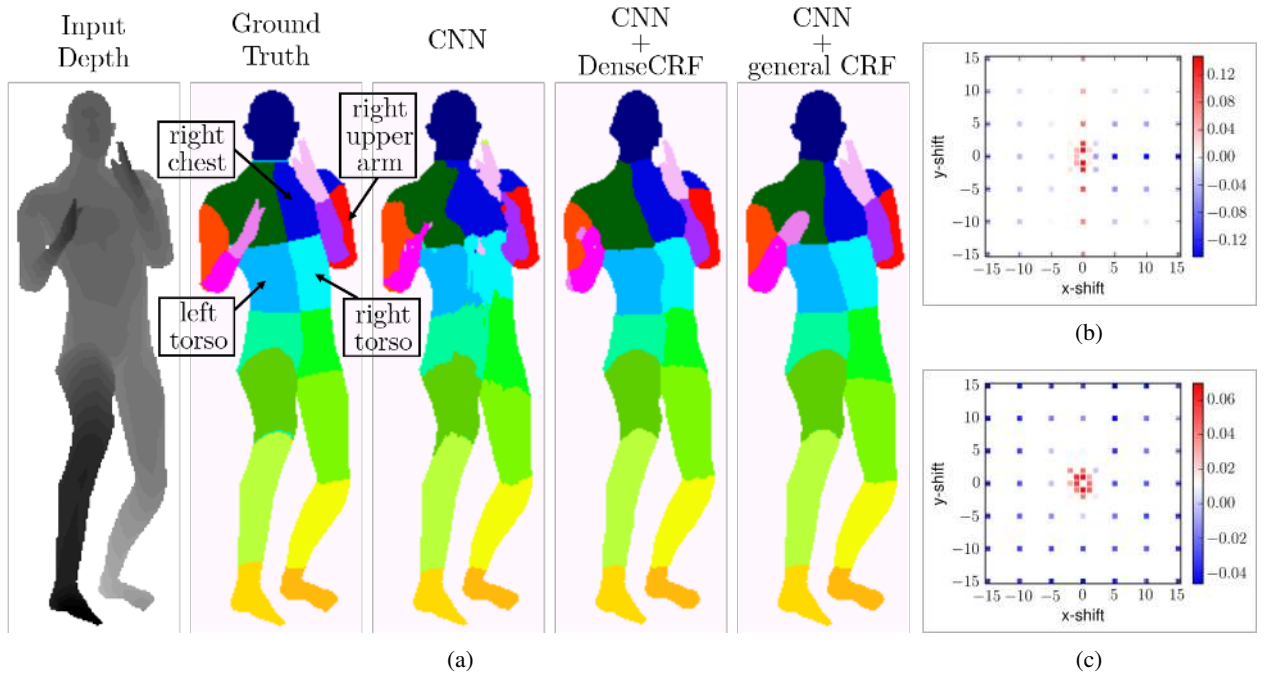 Input
Depth
Ground
Truth
CNN
CNN
+
DenseCRF
CNN
+
general CRF
right
chest
right
upper
arm
left
torso
right
torso
(a)
15
10
5
0
−5
−10
15
y-shift
−15
−10
−5
0
5
10
15
x-shift
0.12
0.08
0.04
0.00
−0.04
−0.08
−0.12
(b)
15
10
5
0
−5
−10
15
y-shift
−15
−10
−5
0
5
10
15
x-shift
0.06
0.04
0.02
0.00
−0.02
−0.04
(c)